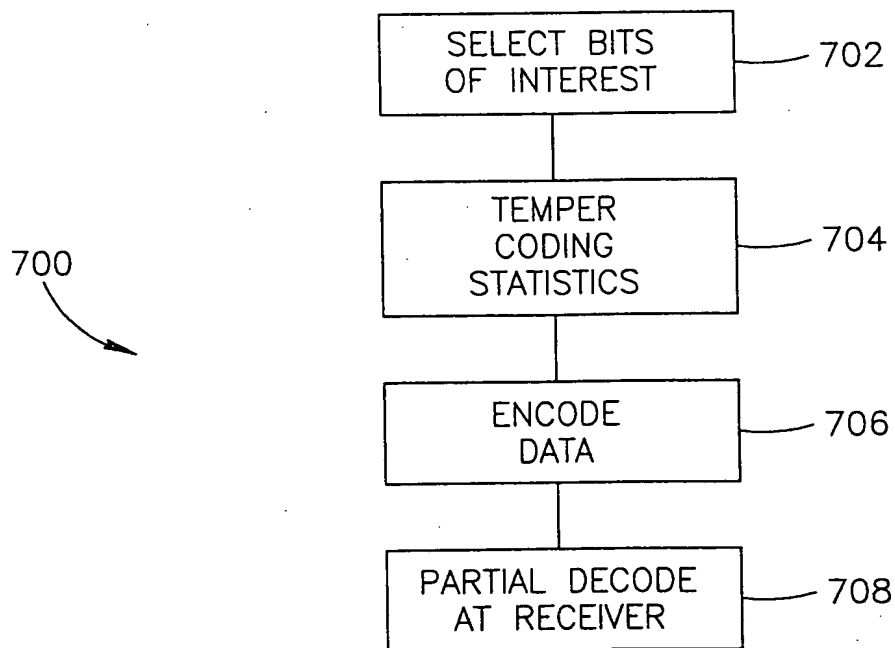 SELECT BITS
OF INTEREST
702
TEMPER
CODING
STATISTICS
704
700
ENCODE
DATA
706
PARTIAL DECODE
AT RECEIVER
708